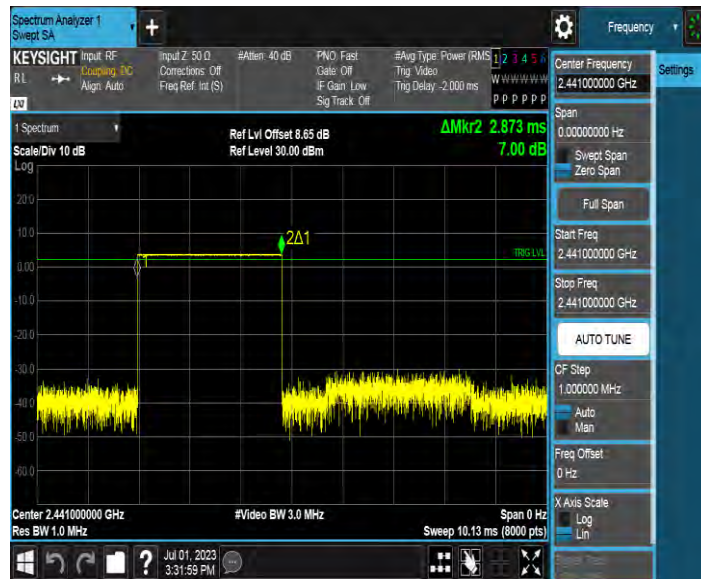 Spectrum Analyzer 1
Swept SA
+
Frequency
KEYSIGHT
Input: RF
Coupling: DC
Align: Auto
Input Z: 50 Ω
Corrections: Off
Freq Ref: Int (S)
#Atten: 40 dB
PNO: Fast
Gate: Off
IF Gain: Low
Sig Track: Off
#Avg Type: Power (RMS
Trig: Video
Trig Delay: -2.000 ms
1 2 3 4 5 6
W W W W W W
P P P P P P
RL
LXI
Center Frequency
2.441000000 GHz
Settings
Span
0.00000000 Hz
Swept Span
Zero Span
Full Span
Start Freq
2.441000000 GHz
Stop Freq
2.441000000 GHz
AUTO TUNE
CF Step
1.000000 MHz
Auto
Man
Freq Offset
0 Hz
X Axis Scale
Log
Lin
1 Spectrum
Scale/Div 10 dB
Ref Lvl Offset 8.65 dB
Ref Level 30.00 dBm
ΔMkr2 2.873 ms
7.00 dB
Log
20.0
10.0
0.00
-10.0
-20.0
-30.0
-40.0
-50.0
-60.0
2Δ1
TRIG LVL
Center 2.441000000 GHz
Res BW 1.0 MHz
#Video BW 3.0 MHz
Span 0 Hz
Sweep 10.13 ms (8000 pts)
?
Jul 01, 2023
3:31:59 PM